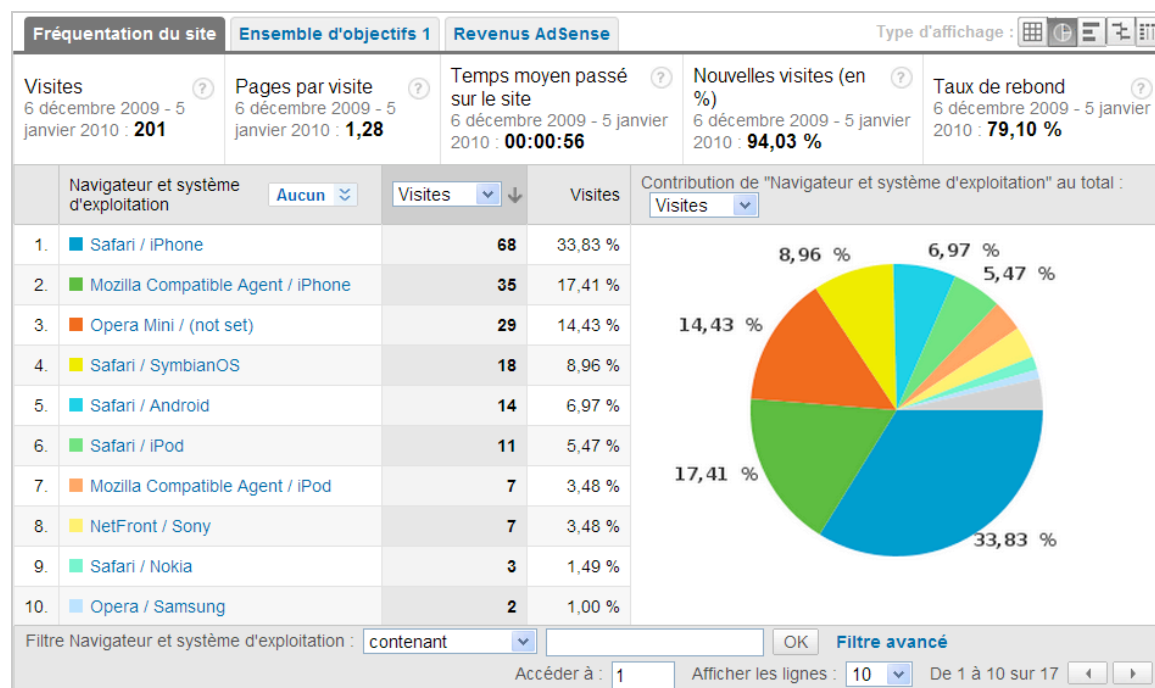 Fréquentation du site
Ensemble d'objectifs 1
Revenus AdSense
Type d'affichage :
Visites ?
6 décembre 2009 - 5
janvier 2010 : 201
Pages par visite ?
6 décembre 2009 - 5
janvier 2010 : 1,28
Temps moyen passé ?
sur le site
6 décembre 2009 - 5 janvier
2010 : 00:00:56
Nouvelles visites (en ?
%)
6 décembre 2009 - 5 janvier
2010 : 94,03 %
Taux de rebond ?
6 décembre 2009 - 5 janvier
2010 : 79,10 %
Navigateur et système
d'exploitation
Aucun
Visites
Visites
Contribution de "Navigateur et système d'exploitation" au total :
Visites
1. Safari / iPhone 68 33,83 %
2. Mozilla Compatible Agent / iPhone 35 17,41 %
3. Opera Mini / (not set) 29 14,43 %
4. Safari / SymbianOS 18 8,96 %
5. Safari / Android 14 6,97 %
6. Safari / iPod 11 5,47 %
7. Mozilla Compatible Agent / iPod 7 3,48 %
8. NetFront / Sony 7 3,48 %
9. Safari / Nokia 3 1,49 %
10. Opera / Samsung 2 1,00 %
8,96 %
6,97 %
5,47 %
14,43 %
17,41 %
33,83 %
Filtre Navigateur et système d'exploitation : contenant OK Filtre avancé
Accéder à : 1 Afficher les lignes : 10 De 1 à 10 sur 17